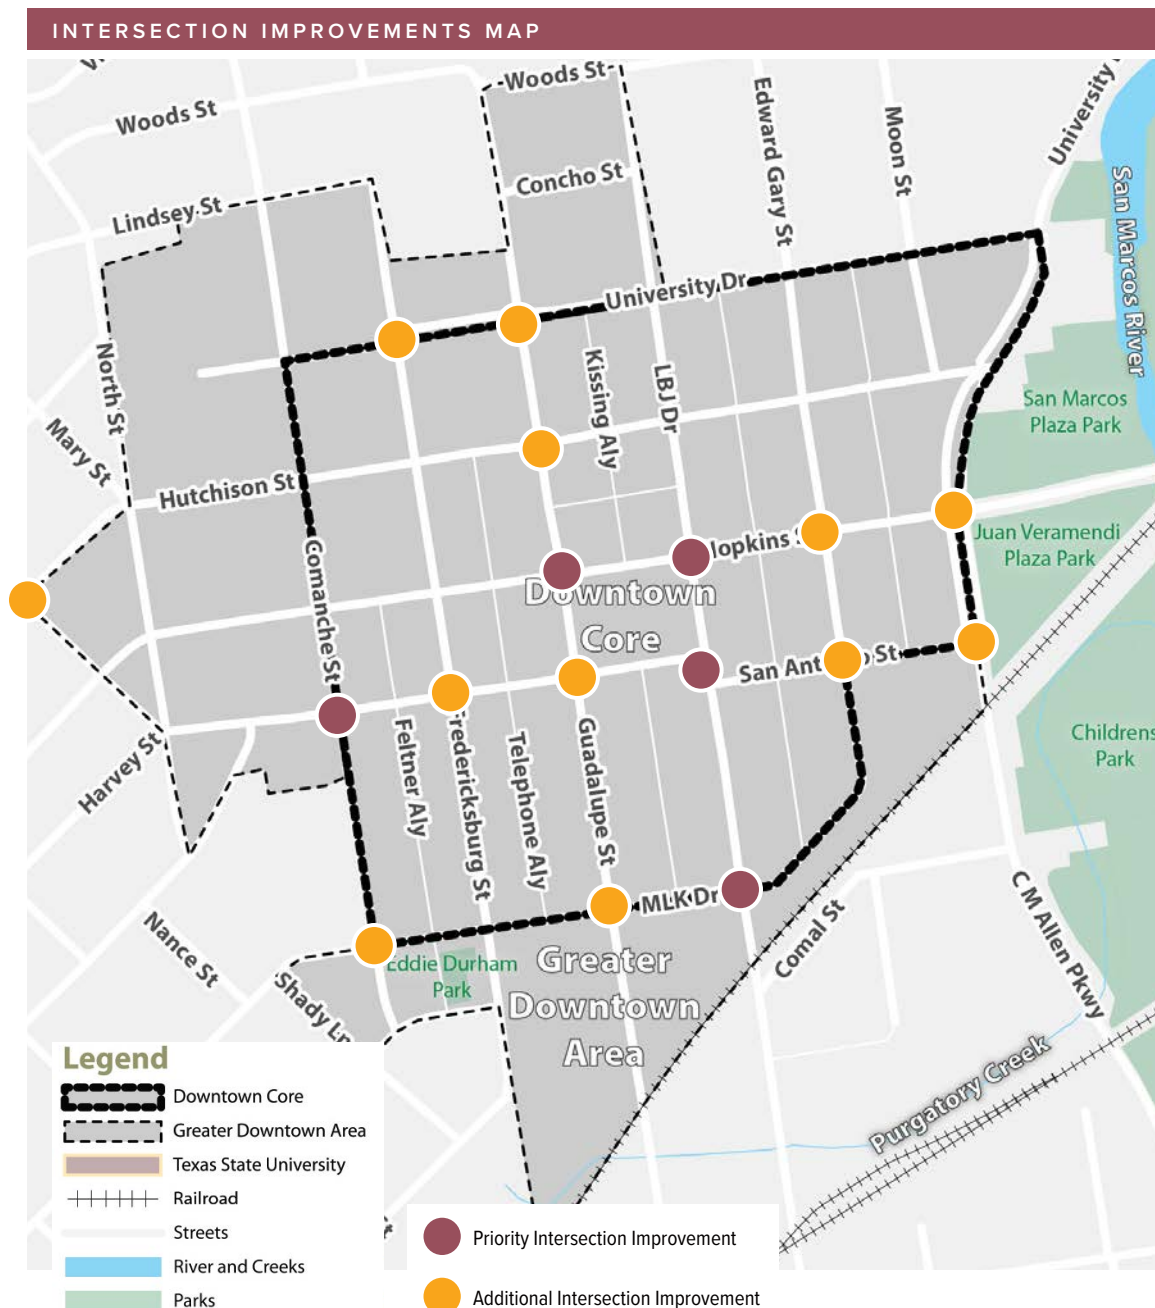 INTERSECTION IMPROVEMENTS MAP
Woods St
Woods St
Edward Gary St
Moon St
University
San Marcos River
Concho St
Lindsey St
University Dr
North St
Kissing Aly
LBJ Dr
San Marcos
Plaza Park
Mary St
Hutchison St
Hopkins
Juan Veramendi
Plaza Park
Comanche St
Downtown
Core
San Antonio St
Harvey St
Feltner Aly
Fredericksburg St
Telephone Aly
Guadalupe St
Childrens
Park
MLK Dr
C M Allen Pkwy
Comal St
Nance St
Shady Ln
Eddie Durham
Park
Greater
Downtown
Area
Purgatory Creek
Legend
Downtown Core
Greater Downtown Area
Texas State University
Railroad
Streets
River and Creeks
Parks
Priority Intersection Improvement
Additional Intersection Improvement